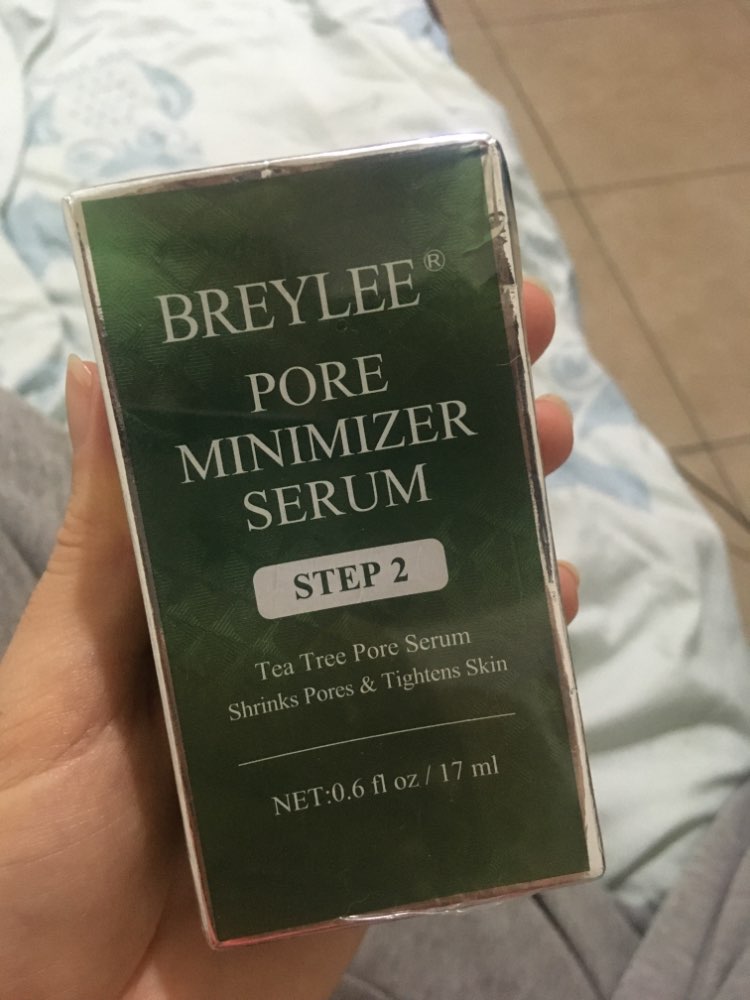 BREYLEE®
PORE
MINIMIZER
SERUM
STEP 2
Tea Tree Pore Serum
Shrinks Pores & Tightens Skin
NET:0.6 fl oz / 17 ml